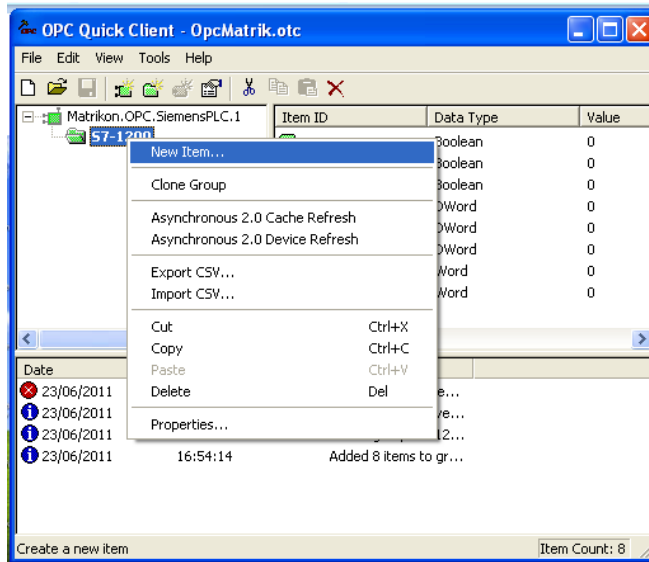 OPC Quick Client - OpcMatrik.otc
File Edit View Tools Help
Matrikon.OPC.SiemensPLC.1
S7-1200
Item ID Data Type Value
Boolean 0
Boolean 0
Boolean 0
DWord 0
DWord 0
DWord 0
Word 0
Word 0
New Item...
Clone Group
Asynchronous 2.0 Cache Refresh
Asynchronous 2.0 Device Refresh
Export CSV...
Import CSV...
Cut Ctrl+X
Copy Ctrl+C
Paste Ctrl+V
Delete Del
Properties...
Date
23/06/2011
23/06/2011
23/06/2011
23/06/2011 16:54:14 Added 8 items to gr...
Create a new item Item Count: 8